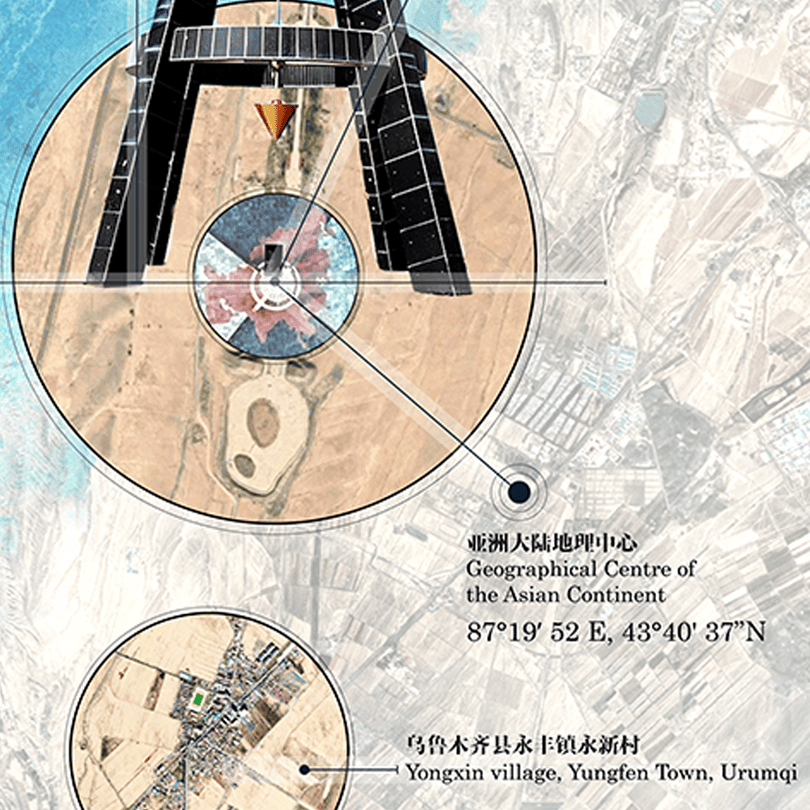 亚洲大陆地理中心
Geographical Centre of
the Asian Continent
87°19' 52 E, 43°40' 37”N
乌鲁木齐县永丰镇永新村
Yongxin village, Yungfen Town, Urumqi